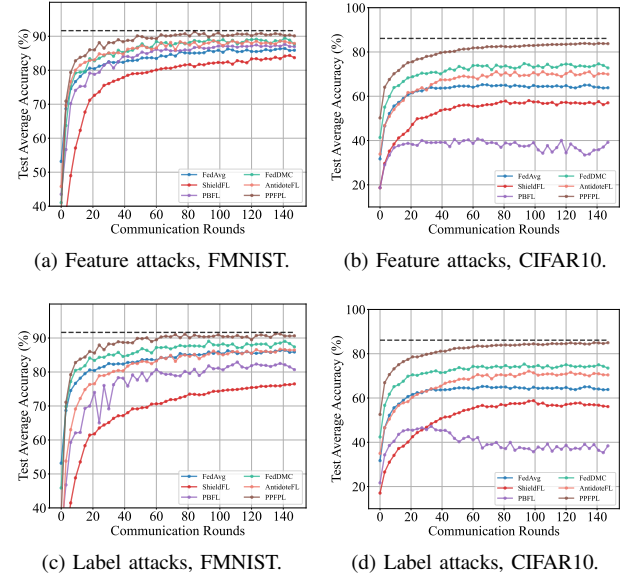 Test Average Accuracy (%)
90
80
70
60
50
40
0 20 40 60 80 100 120 140
Communication Rounds
FedAvg
ShieldFL
PBFL
FedDMC
AntidoteFL
PPFPL
(a) Feature attacks, FMNIST.
Test Average Accuracy (%)
100
80
60
40
20
0 20 40 60 80 100 120 140
Communication Rounds
FedAvg
ShieldFL
PBFL
FedDMC
AntidoteFL
PPFPL
(b) Feature attacks, CIFAR10.
Test Average Accuracy (%)
90
80
70
60
50
40
0 20 40 60 80 100 120 140
Communication Rounds
FedAvg
ShieldFL
PBFL
FedDMC
AntidoteFL
PPFPL
(c) Label attacks, FMNIST.
Test Average Accuracy (%)
100
80
60
40
20
0 20 40 60 80 100 120 140
Communication Rounds
FedAvg
ShieldFL
PBFL
FedDMC
AntidoteFL
PPFPL
(d) Label attacks, CIFAR10.